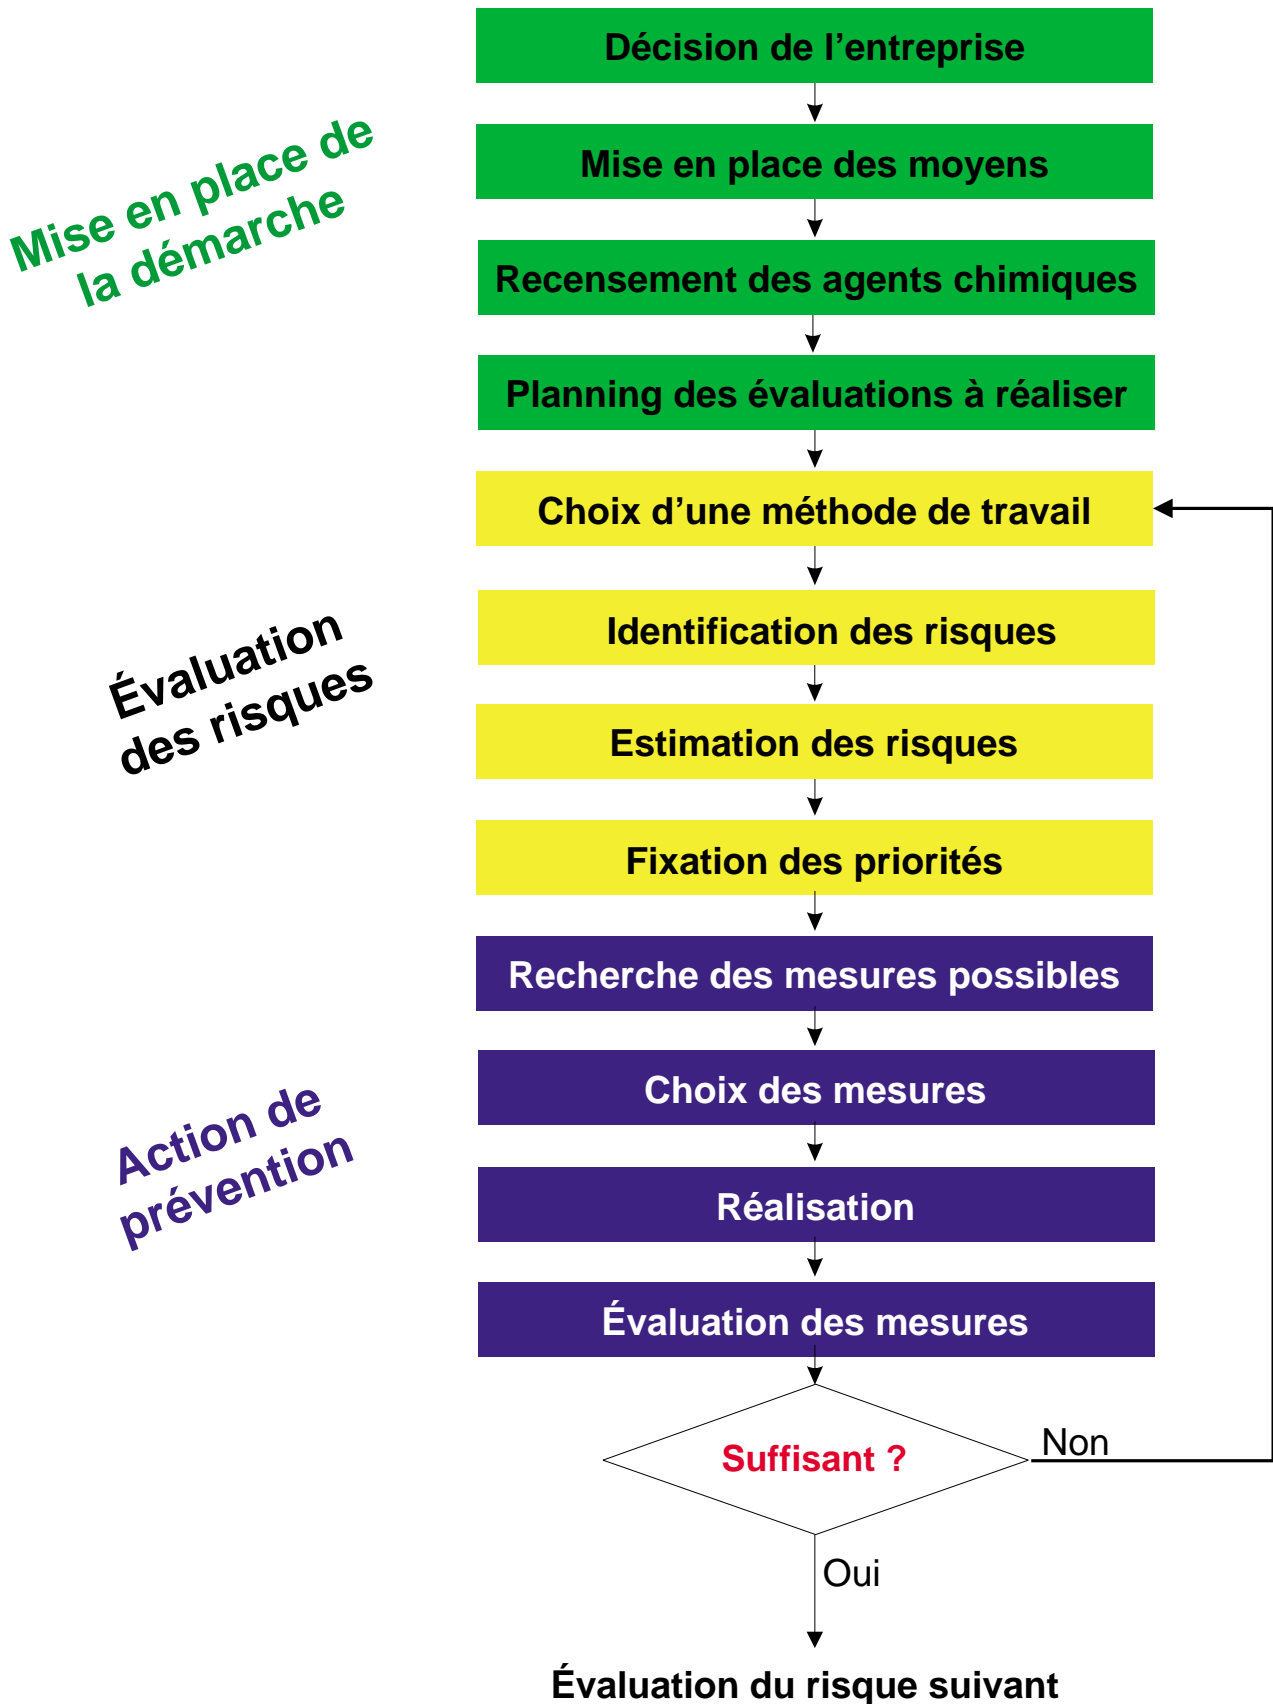 Décision de l’entreprise
Mise en place des moyens
Mise en place de
la démarche
Recensement des agents chimiques
Planning des évaluations à réaliser
Choix d’une méthode de travail
Identification des risques
Évaluation
des risques
Estimation des risques
Fixation des priorités
Recherche des mesures possibles
Choix des mesures
Action de
prévention
Réalisation
Évaluation des mesures
Suffisant ?
Non
Oui
Évaluation du risque suivant